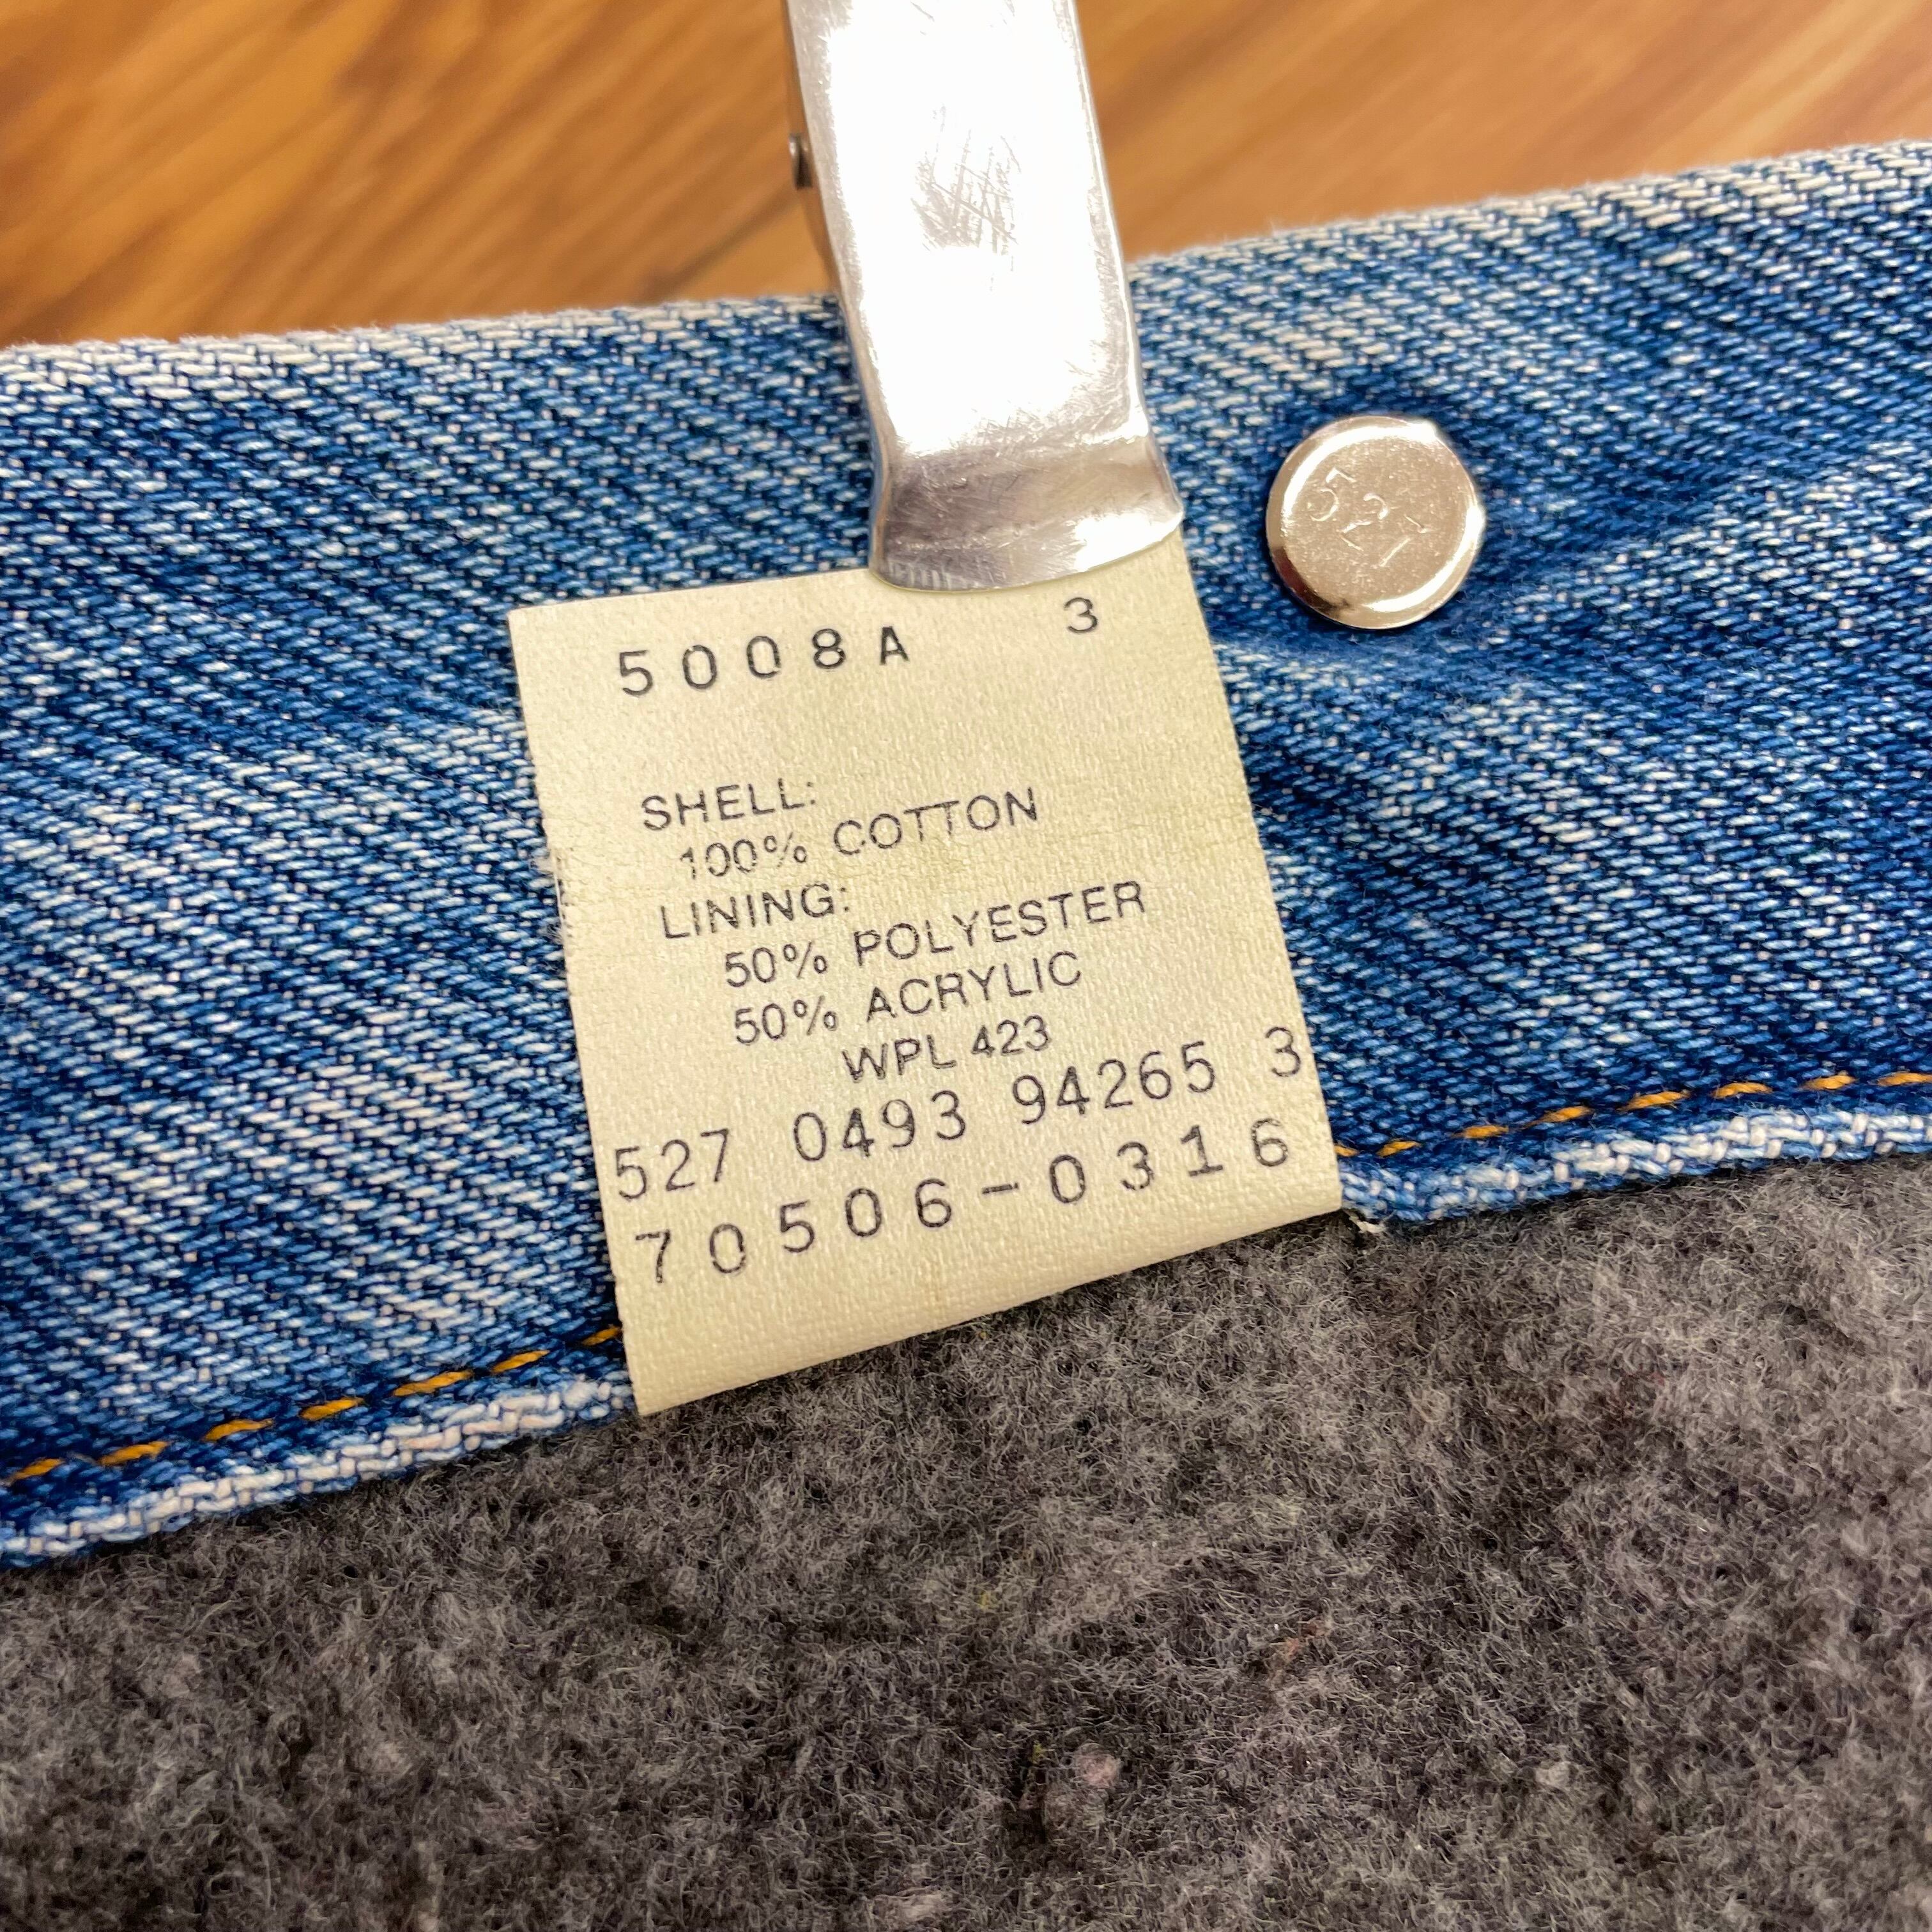 5008A 3
SHELL:
100% COTTON
LINING:
50% POLYESTER
50% ACRYLIC
WPL 423
527 0493 94265 3
70506-0316
527